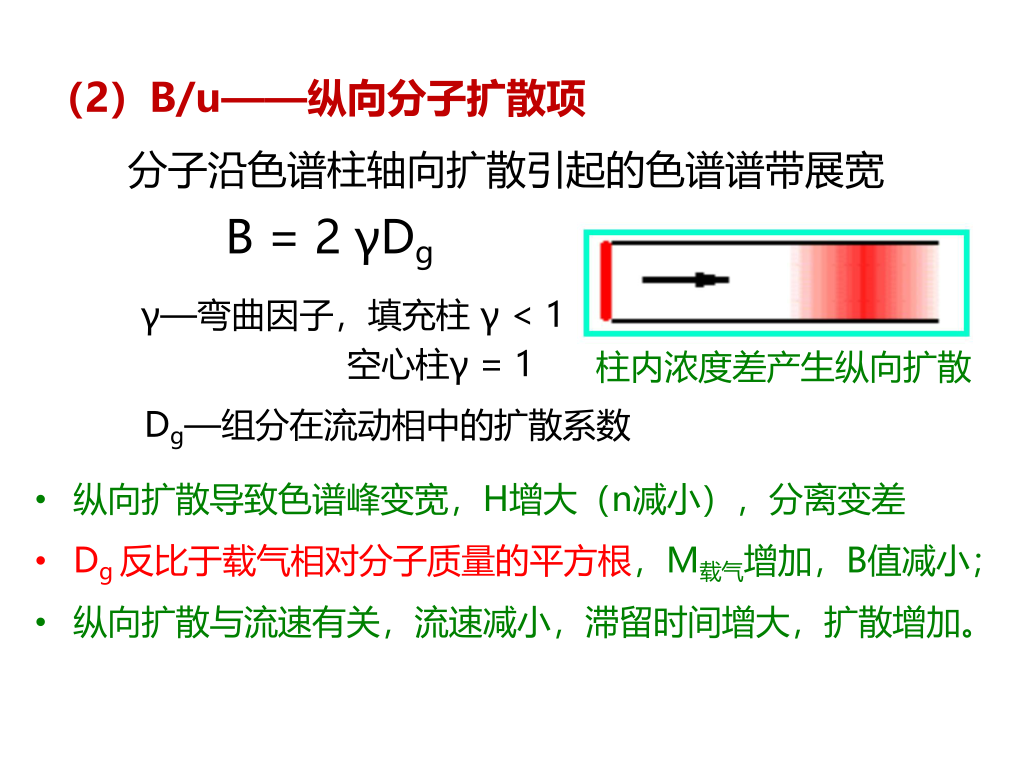 （2）B/u——纵向分子扩散项
分子沿色谱柱轴向扩散引起的色谱谱带展宽
B = 2 γDg
γ—弯曲因子，填充柱 γ < 1
空心柱γ = 1
柱内浓度差产生纵向扩散
Dg—组分在流动相中的扩散系数
• 纵向扩散导致色谱峰变宽，H增大（n减小），分离变差
• Dg 反比于载气相对分子质量的平方根，M载气增加，B值减小；
• 纵向扩散与流速有关，流速减小，滞留时间增大，扩散增加。